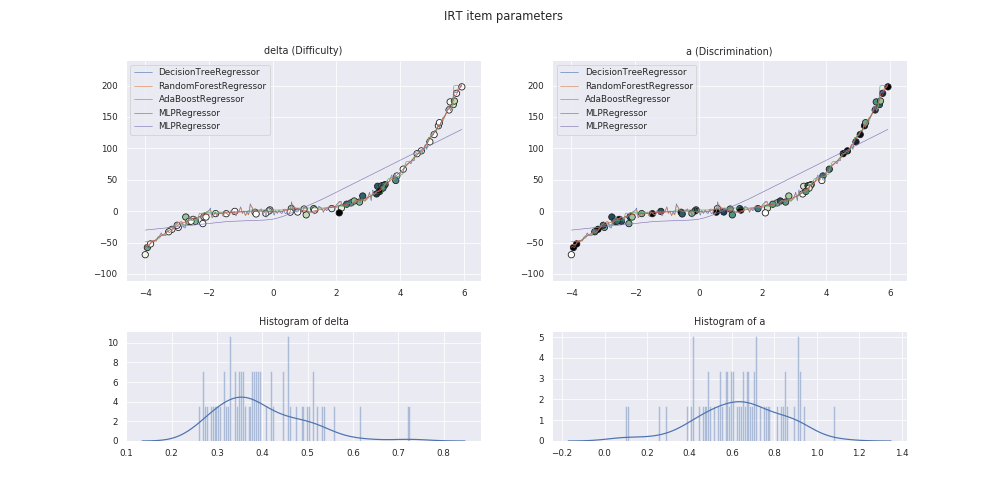 IRT item parameters
delta (Difficulty)
a (Discrimination)
DecisionTreeRegressor
RandomForestRegressor
AdaBoostRegressor
MLPRegressor
MLPRegressor
200
150
100
50
0
−50
−100
−4 −2 0 2 4 6
DecisionTreeRegressor
RandomForestRegressor
AdaBoostRegressor
MLPRegressor
MLPRegressor
200
150
100
50
0
−50
−100
−4 −2 0 2 4 6
Histogram of delta
10
8
6
4
2
0
0.1 0.2 0.3 0.4 0.5 0.6 0.7 0.8
Histogram of a
5
4
3
2
1
0
−0.2 0.0 0.2 0.4 0.6 0.8 1.0 1.2 1.4